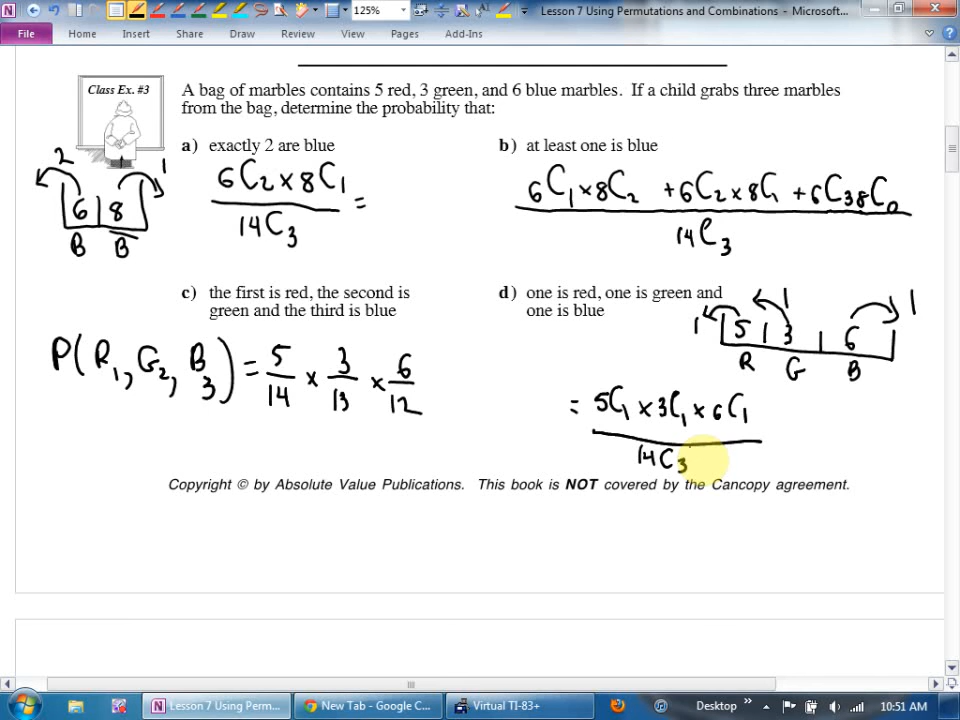 Lesson 7 Using Permutations and Combinations - Microsoft...
125%
File Home Insert Share Draw Review View Pages Add-Ins
Class Ex. #3
A bag of marbles contains 5 red, 3 green, and 6 blue marbles. If a child grabs three marbles
from the bag, determine the probability that:
a) exactly 2 are blue
b) at least one is blue
2 1
6 8
B B̅
6C2 x 8C1
14C3
=
6C1 x 8C2 + 6C2 x 8C1 + 6C3 8C0
14C3
c) the first is red, the second is
green and the third is blue
d) one is red, one is green and
one is blue
P(R1, G2, B3) = 5/14 x 3/13 x 6/12
1 1 1
5 3 6
R G B
= 5C1 x 3C1 x 6C1
14C3
Copyright © by Absolute Value Publications. This book is NOT covered by the Cancopy agreement.
Lesson 7 Using Perm... New Tab - Google C... Virtual TI-83+ Desktop 10:51 AM